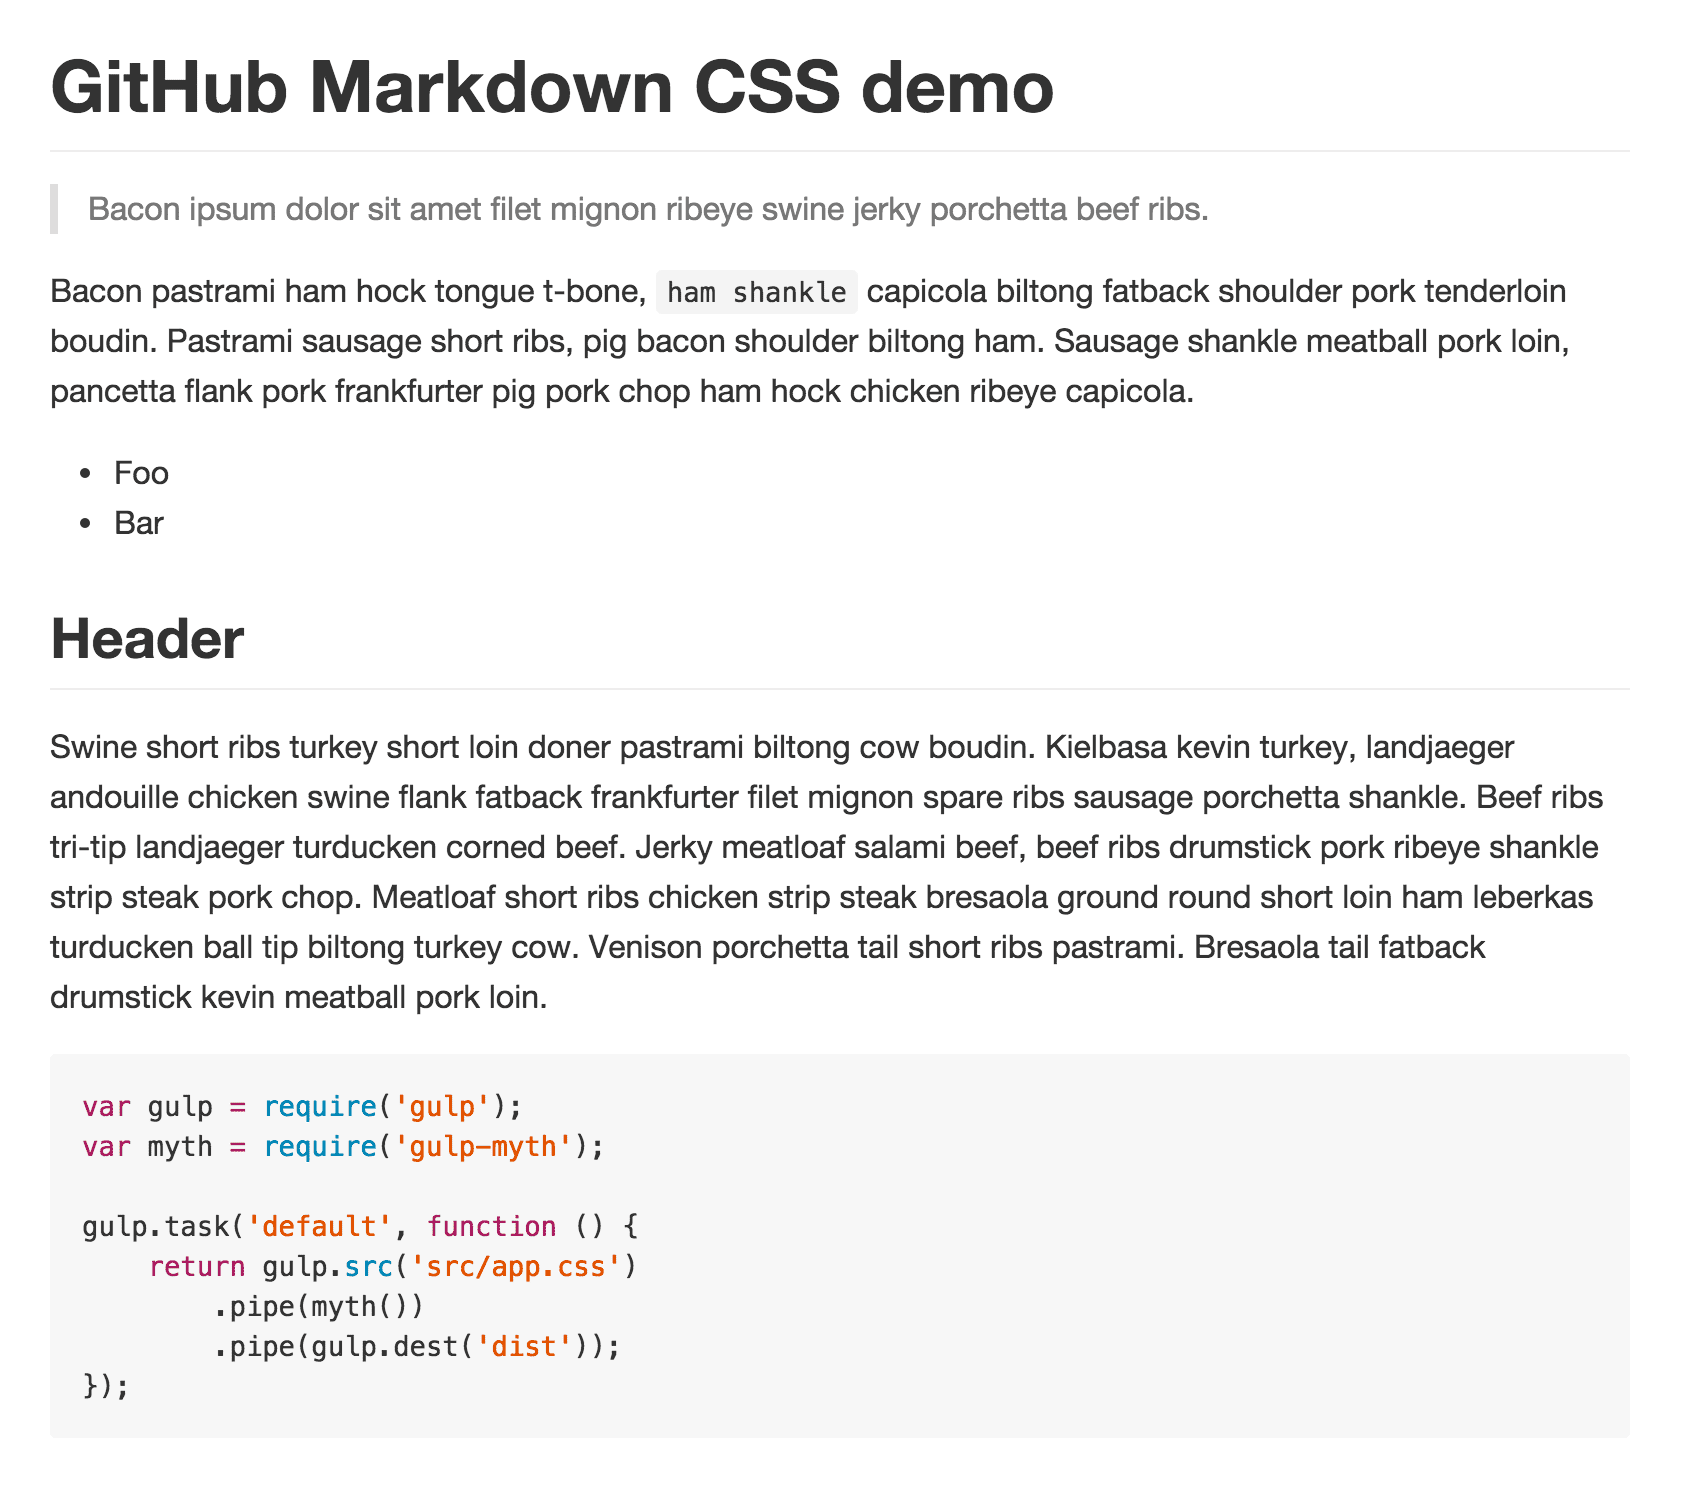 GitHub Markdown CSS demo
Bacon ipsum dolor sit amet filet mignon ribeye swine jerky porchetta beef ribs.
Bacon pastrami ham hock tongue t-bone, ham shankle capicola biltong fatback shoulder pork tenderloin
boudin. Pastrami sausage short ribs, pig bacon shoulder biltong ham. Sausage shankle meatball pork loin,
pancetta flank pork frankfurter pig pork chop ham hock chicken ribeye capicola.
• Foo
• Bar
Header
Swine short ribs turkey short loin doner pastrami biltong cow boudin. Kielbasa kevin turkey, landjaeger
andouille chicken swine flank fatback frankfurter filet mignon spare ribs sausage porchetta shankle. Beef ribs
tri-tip landjaeger turducken corned beef. Jerky meatloaf salami beef, beef ribs drumstick pork ribeye shankle
strip steak pork chop. Meatloaf short ribs chicken strip steak bresaola ground round short loin ham leberkas
turducken ball tip biltong turkey cow. Venison porchetta tail short ribs pastrami. Bresaola tail fatback
drumstick kevin meatball pork loin.
var gulp = require('gulp');
var myth = require('gulp-myth');

gulp.task('default', function () {
    return gulp.src('src/app.css')
        .pipe(myth())
        .pipe(gulp.dest('dist'));
});